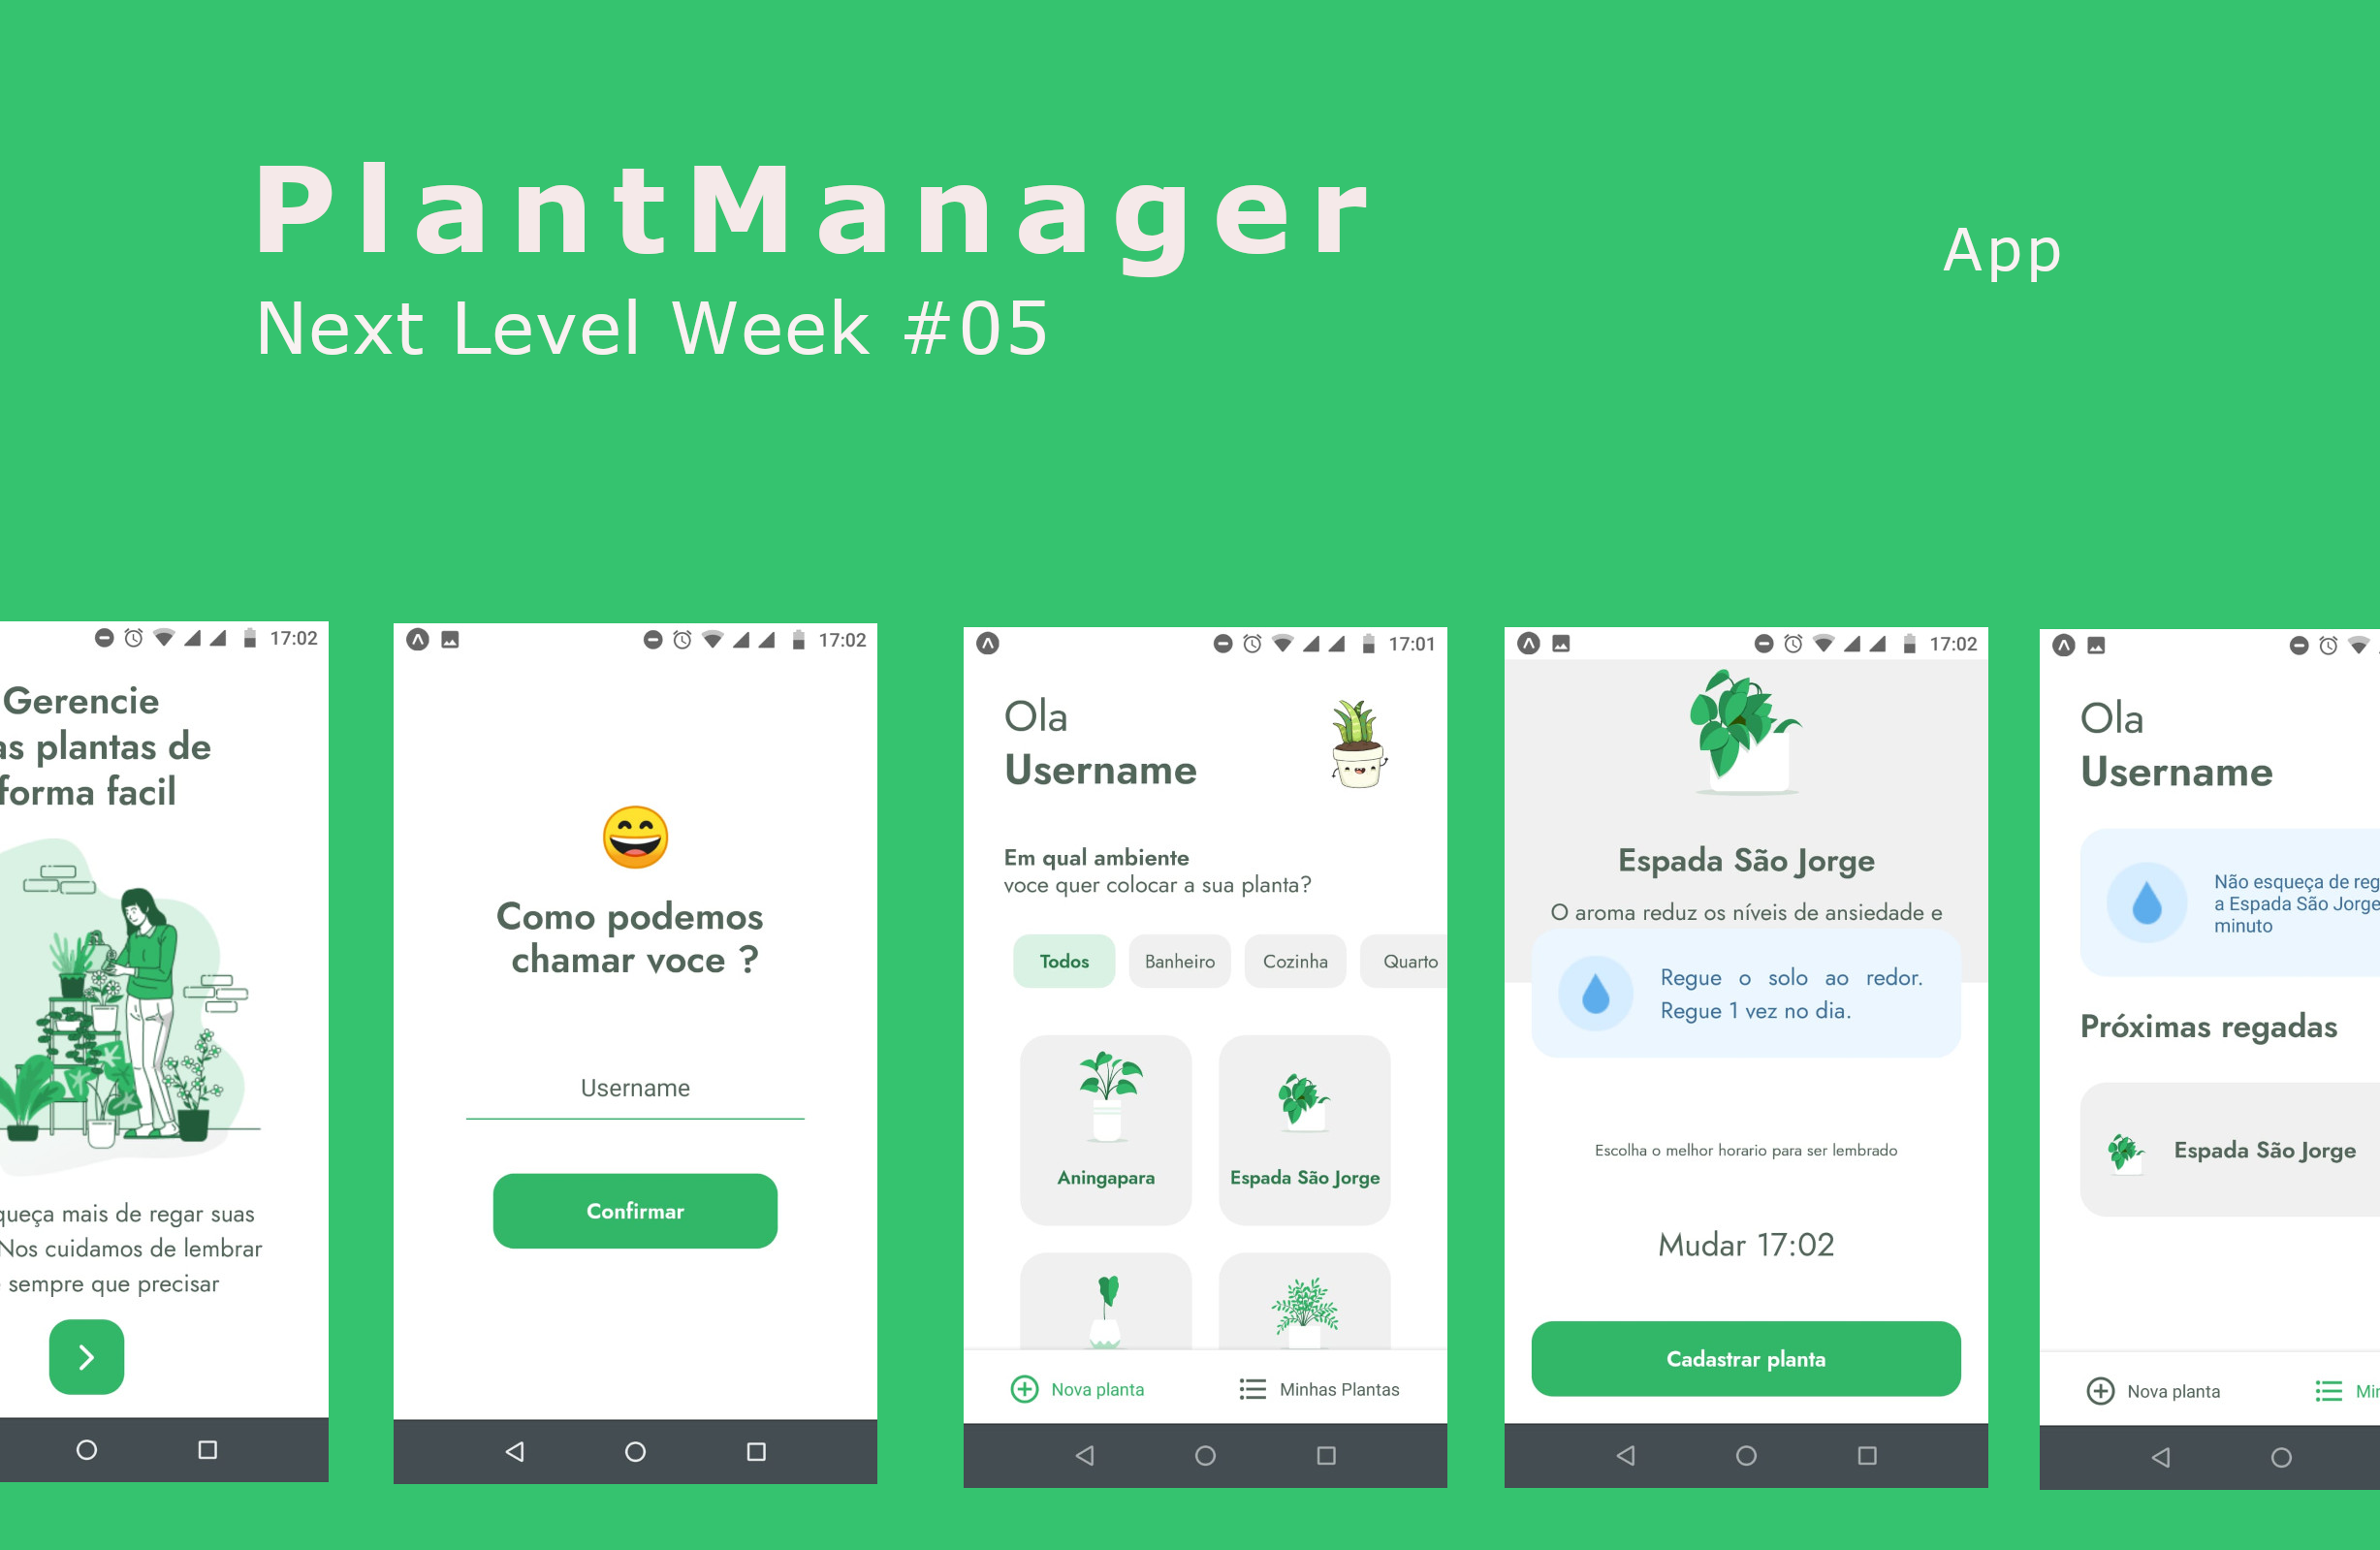 PlantManager
App
Next Level Week #05
17:02
Gerencie
plantas de
forma facil
mais de regar suas
Nos cuidamos de lembrar
sempre que precisar
17:02
Como podemos
chamar voce ?
Username
Confirmar
17:01
Ola
Username
Em qual ambiente
voce quer colocar a sua planta?
Todos
Banheiro
Cozinha
Quarto
Aningapara
Espada São Jorge
Nova planta
Minhas Plantas
17:02
Espada São Jorge
O aroma reduz os níveis de ansiedade e
Regue o solo ao redor.
Regue 1 vez no dia.
Escolha o melhor horario para ser lembrado
Mudar 17:02
Cadastrar planta
Ola
Username
Não esqueça de
a Espada São Jorge
minuto
Próximas regadas
Espada São Jorge
Nova planta